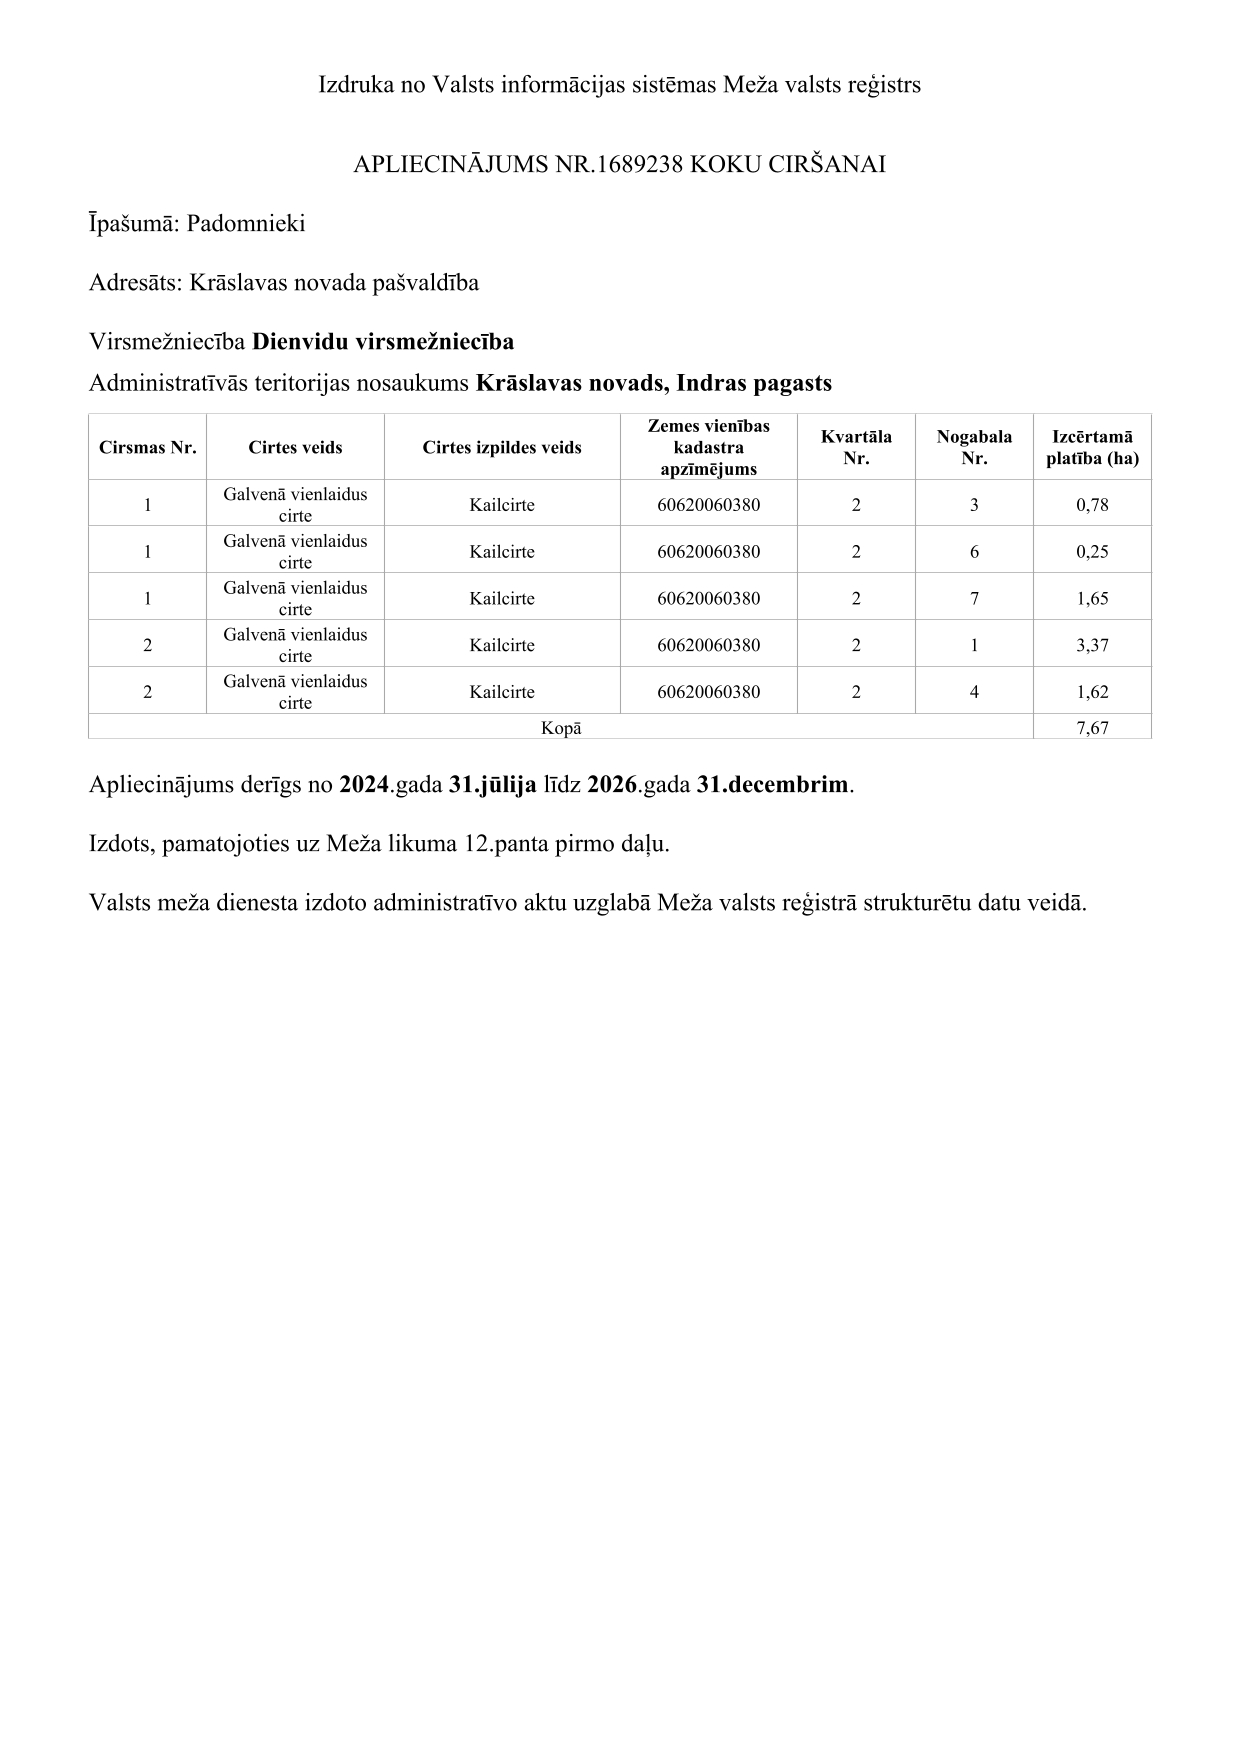 Izdruka no Valsts informācijas sistēmas Meža valsts reģistrs
APLIECINĀJUMS NR.1689238 KOKU CIRŠANAI
Īpašumā: Padomnieki
Adresāts: Krāslavas novada pašvaldība
Virsmežniecība Dienvidu virsmežniecība
Administratīvās teritorijas nosaukums Krāslavas novads, Indras pagasts
Cirsmas Nr. Cirtes veids Cirtes izpildes veids Zemes vienības kadastra apzīmējums Kvartāla Nr. Nogabala Nr. Izcērtamā platība (ha)
1 Galvenā vienlaidus cirte Kailcirte 60620060380 2 3 0,78
1 Galvenā vienlaidus cirte Kailcirte 60620060380 2 6 0,25
1 Galvenā vienlaidus cirte Kailcirte 60620060380 2 7 1,65
2 Galvenā vienlaidus cirte Kailcirte 60620060380 2 1 3,37
2 Galvenā vienlaidus cirte Kailcirte 60620060380 2 4 1,62
Kopā 7,67
Apliecinājums derīgs no 2024.gada 31.jūlija līdz 2026.gada 31.decembrim.
Izdots, pamatojoties uz Meža likuma 12.panta pirmo daļu.
Valsts meža dienesta izdoto administratīvo aktu uzglabā Meža valsts reģistrā strukturētu datu veidā.